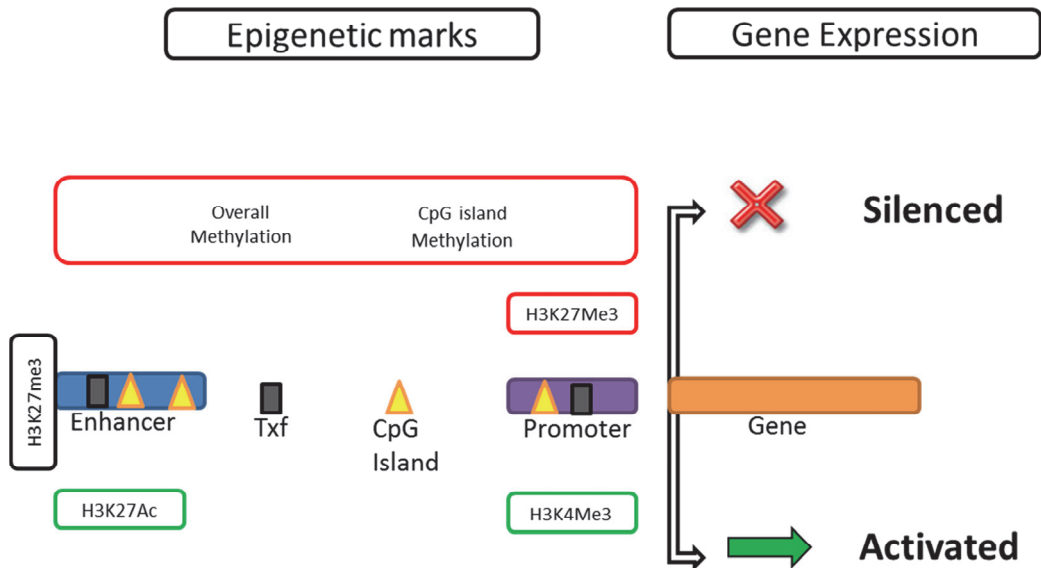 Epigenetic marks
Gene Expression
Overall
Methylation
CpG island
Methylation
Silenced
H3K27Me3
H3K27me3
Enhancer
Txf
CpG
Island
Promoter
Gene
H3K27Ac
H3K4Me3
Activated